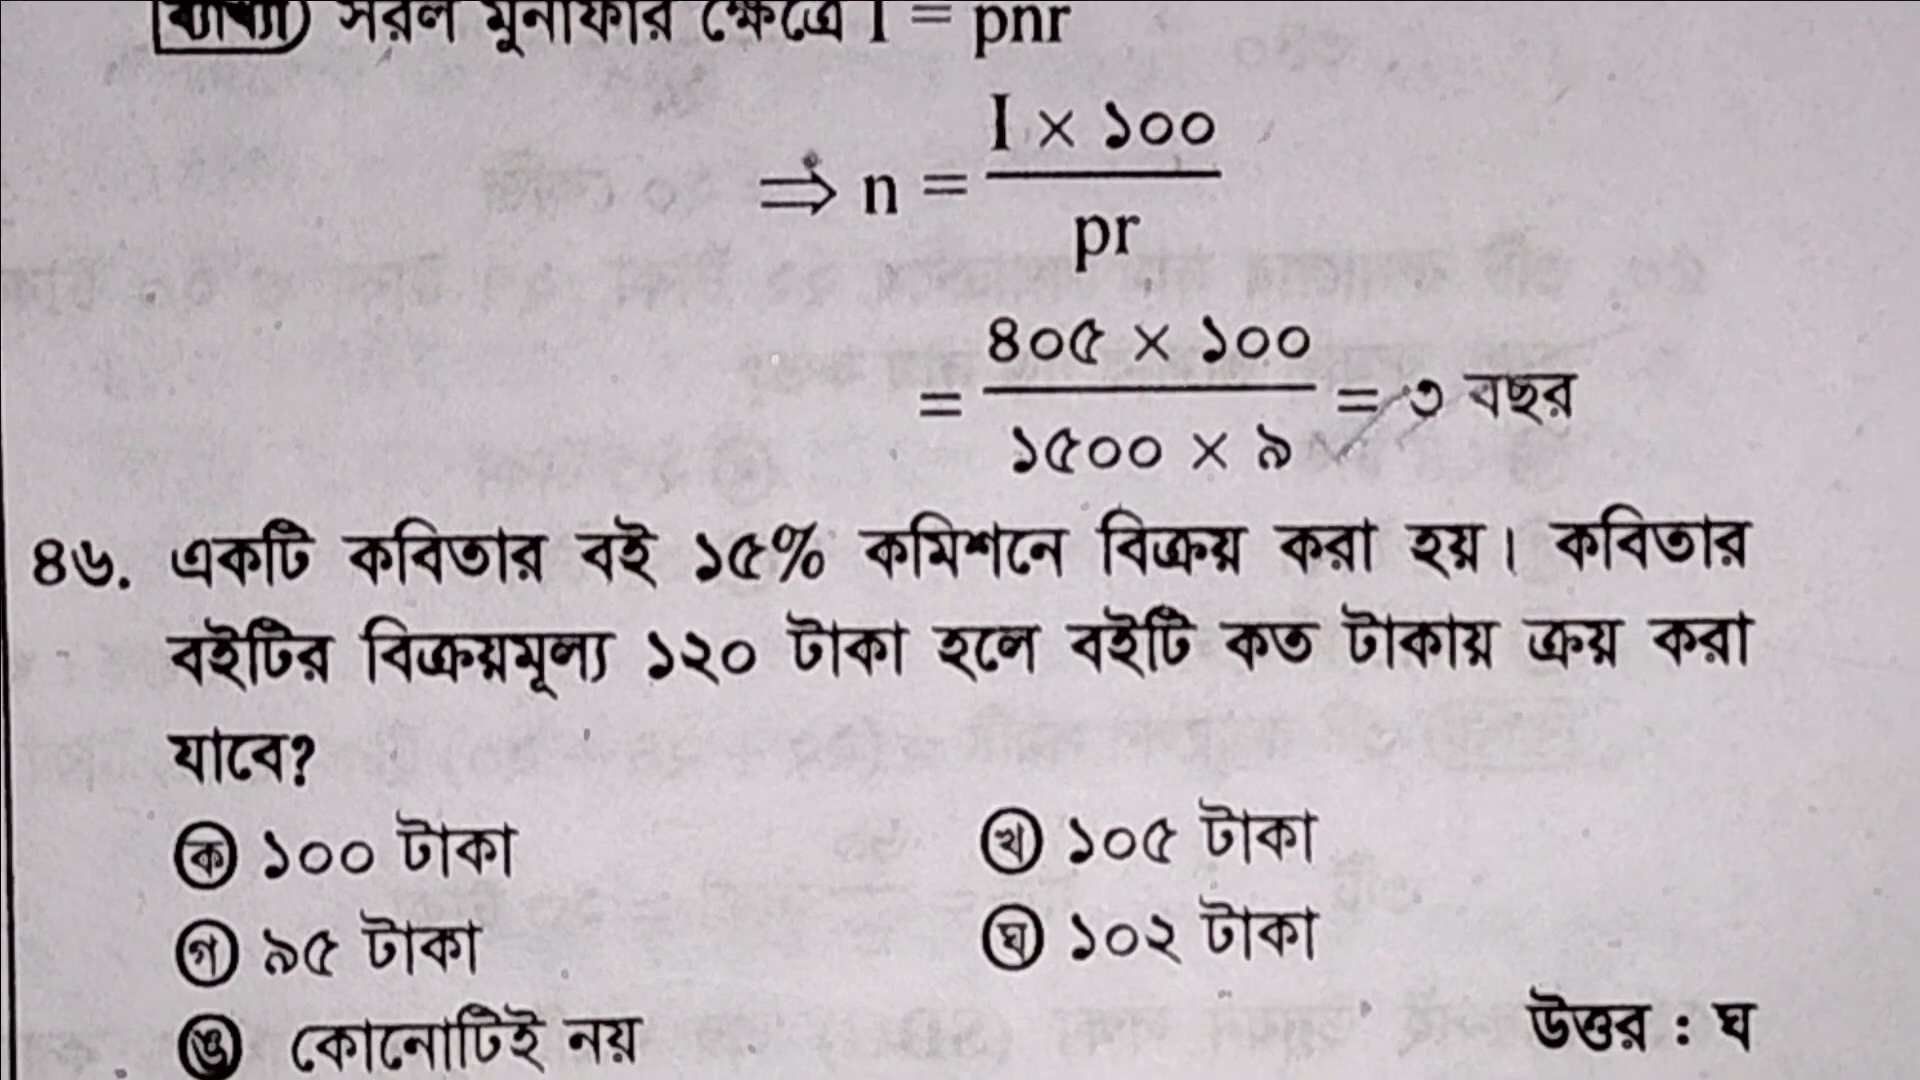 ব্যাখ্যা সরল মুনাফার ক্ষেত্রে I = pnr
⇒ n = I × ১০০
pr
= ৪০৫ × ১০০ = ৩ বছর
১৫০০ × ৯
৪৬. একটি কবিতার বই ১৫% কমিশনে বিক্রয় করা হয়। কবিতার
বইটির বিক্রয়মূল্য ১২০ টাকা হলে বইটি কত টাকায় ক্রয় করা
যাবে?
ক ১০০ টাকা খ ১০৫ টাকা
গ ৯৫ টাকা ঘ ১০২ টাকা
ঙ কোনোটিই নয় উত্তর : ঘ